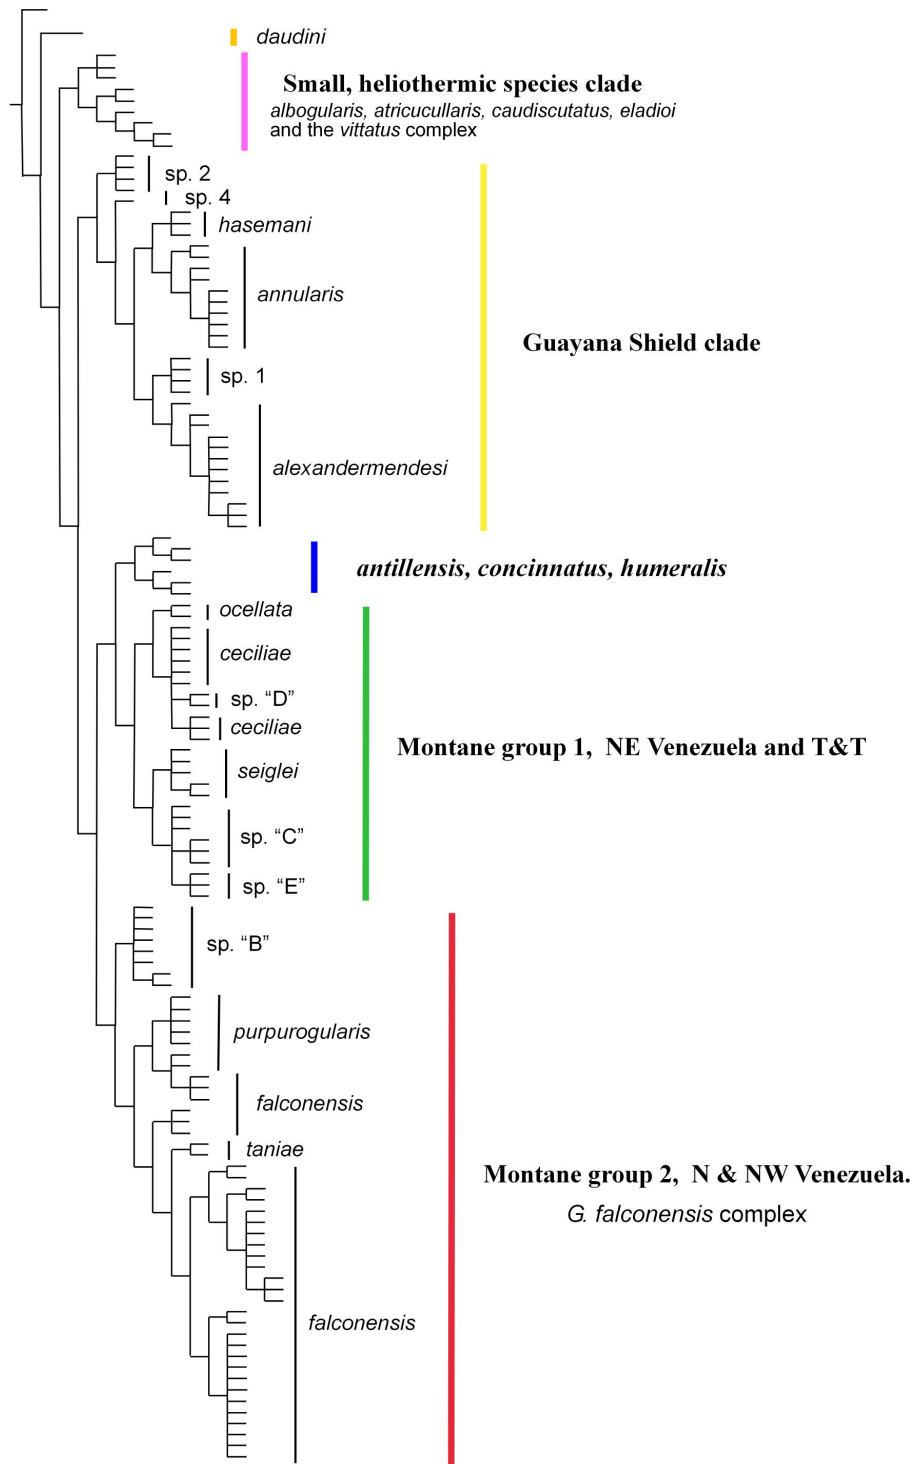 daudini
Small, heliothermic species clade
albogularis, atricucullaris, caudiscutatus, eladioi
and the vittatus complex
sp. 2
sp. 4
hasemani
annularis
Guayana Shield clade
sp. 1
alexandermendesi
antillensis, concinnatus, humeralis
ocellata
ceciliae
sp. “D”
ceciliae
Montane group 1, NE Venezuela and T&T
seiglei
sp. “C”
sp. “E”
sp. “B”
purpurogularis
falconensis
taniae
Montane group 2, N & NW Venezuela.
G. falconensis complex
falconensis